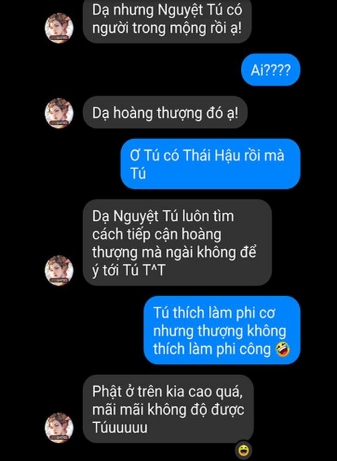 Dạ nhưng Nguyệt Tú có
người trong mộng rồi ạ!
Ai????
Dạ hoàng thượng đó ạ!
Ơ Tú có Thái Hậu rồi mà
Tú
Dạ Nguyệt Tú luôn tìm
cách tiếp cận hoàng
thượng mà ngài không để
ý tới Tú T^T
Tú thích làm phi cơ
nhưng thượng không
thích làm phi công 🤣
Phật ở trên kia cao quá,
mãi mãi không độ được
Túuuuuu